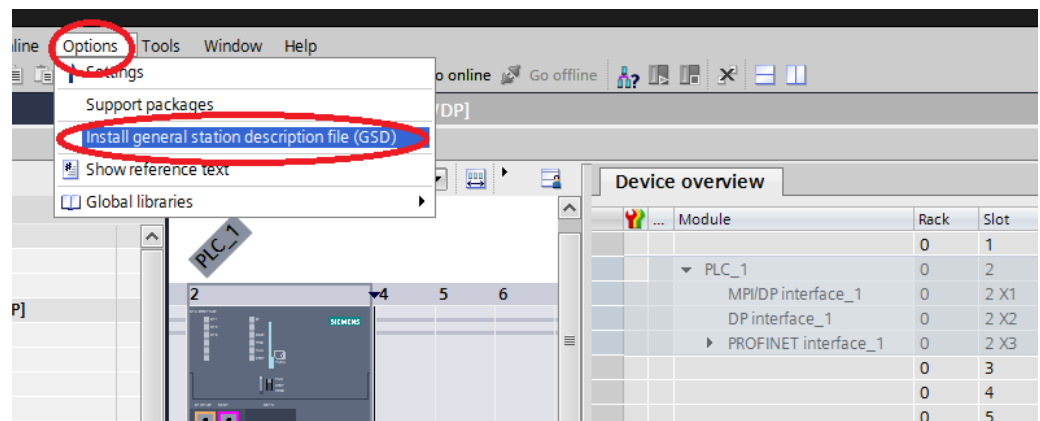 line Options Tools Window Help
Settings
o online Go offline
Support packages
/DP]
Install general station description file (GSD)
Show reference text
Global libraries
Device overview
... Module Rack Slot
0 1
PLC_1 0 2
MPI/DP interface_1 0 2 X1
DP interface_1 0 2 X2
PROFINET interface_1 0 2 X3
0 3
0 4
0 5
PLC_1
2 4 5 6
P]
SIEMENS